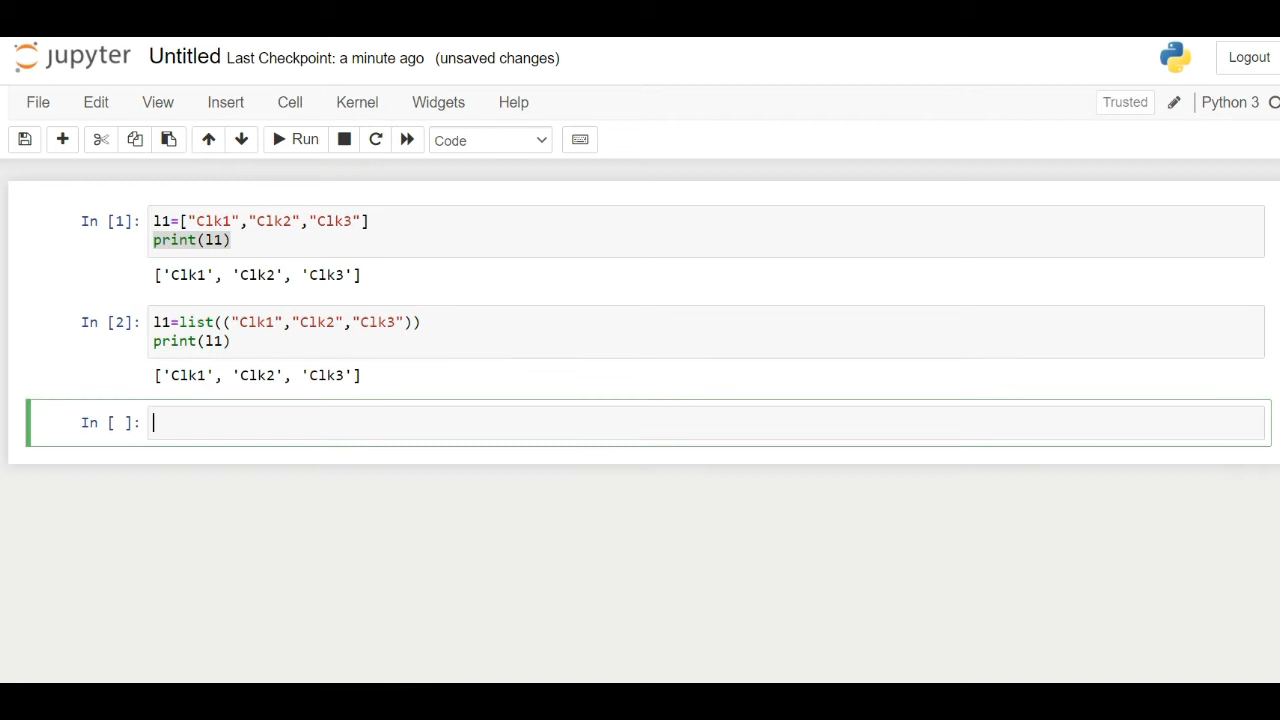 jupyter Untitled Last Checkpoint: a minute ago (unsaved changes) Logout
File Edit View Insert Cell Kernel Widgets Help Trusted Python 3
Run Code
In [1]: l1=["Clk1","Clk2","Clk3"]
print(l1)
['Clk1', 'Clk2', 'Clk3']
In [2]: l1=list(("Clk1","Clk2","Clk3"))
print(l1)
['Clk1', 'Clk2', 'Clk3']
In [ ]: